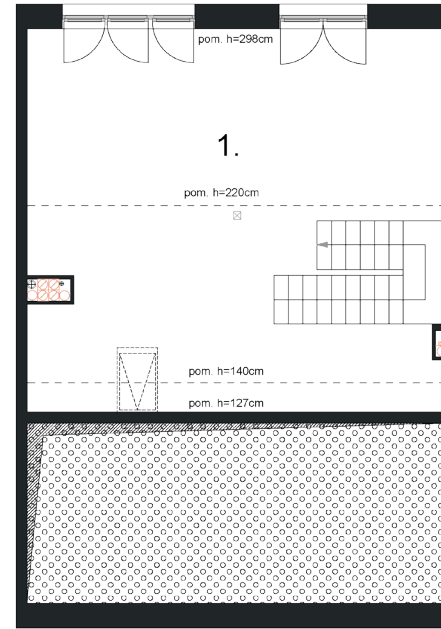 pom. h=298cm
1.
pom. h=220cm
pom. h=140cm
pom. h=127cm